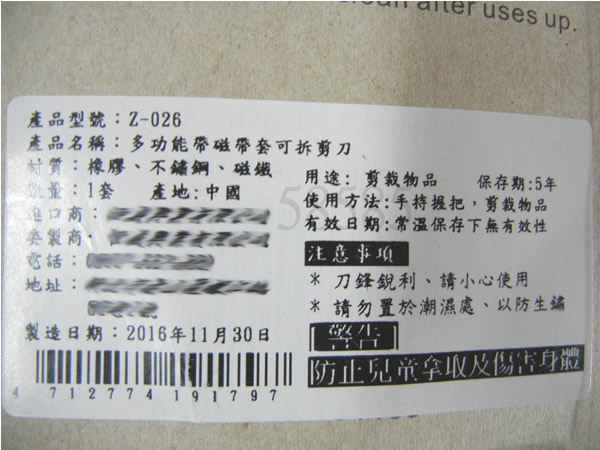 clean after uses up.
產品型號：Z-026
產品名稱：多功能帶磁帶套可拆剪刀
材質：橡膠、不鏽鋼、磁鐵
數量：1套　產地：中國
進口商：
委製商：
電話：
地址：
製造日期：2016年11月30日
4 712774 191797
用途：剪裁物品　保存期：5年
使用方法：手持握把，剪裁物品
有效日期：常溫保存下無有效性
注意事項
＊ 刀鋒銳利、請小心使用
＊ 請勿置於潮濕處、以防生鏽
［警告］
防止兒童拿取及傷害身體